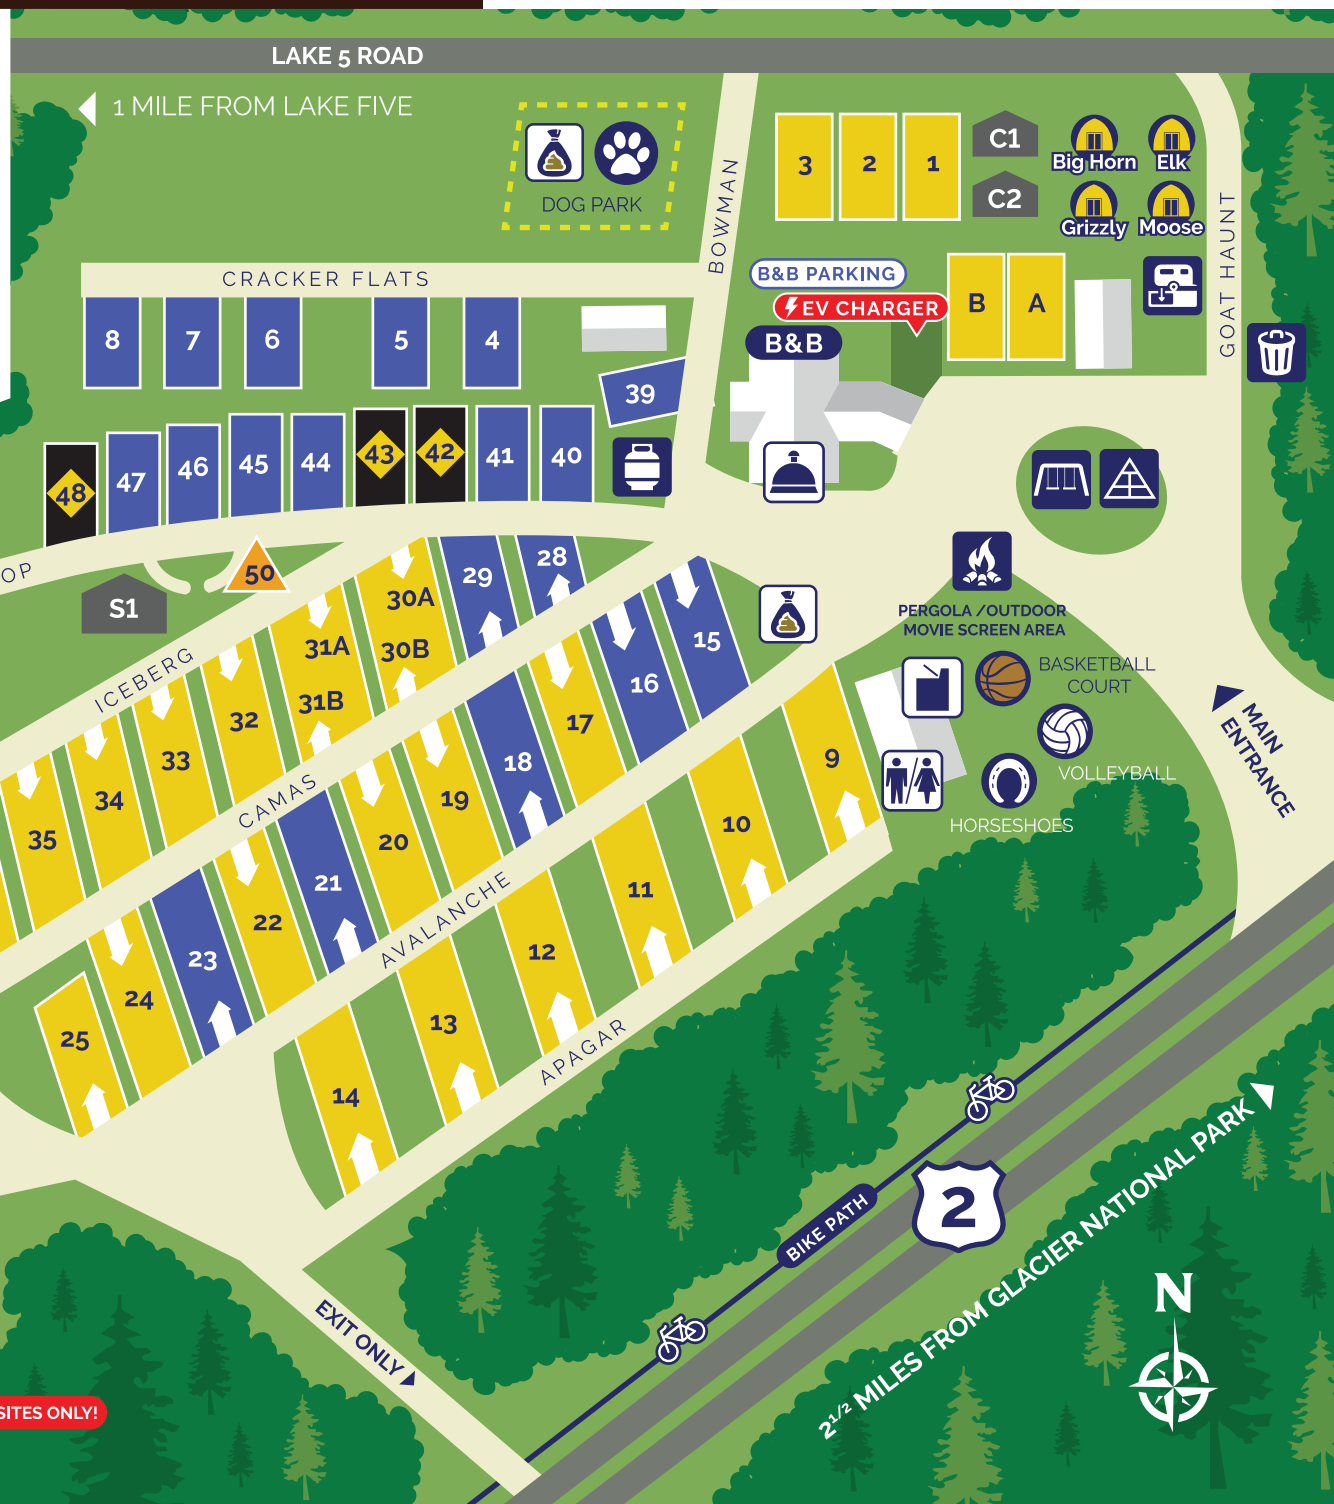 LAKE 5 ROAD
1 MILE FROM LAKE FIVE
DOG PARK
BOWMAN
3 2 1
C1
C2
Big Horn Elk
Grizzly Moose
GOAT HAUNT
CRACKER FLATS
B&B PARKING
EV CHARGER
B A
B&B
8 7 6 5 4
39
48 47 46 45 44 43 42 41 40
OP
S1
50
ICEBERG
35 34 33 32 31A 30A 29 28
31B 30B
CAMAS
25 24 23 22 21 20 19 18 17 16 15
AVALANCHE
14 13 12 11 10 9
APAGAR
PERGOLA / OUTDOOR
MOVIE SCREEN AREA
BASKETBALL
COURT
VOLLEYBALL
HORSESHOES
MAIN
ENTRANCE
BIKE PATH
2
2 1/2 MILES FROM GLACIER NATIONAL PARK
N
EXIT ONLY
SITES ONLY!